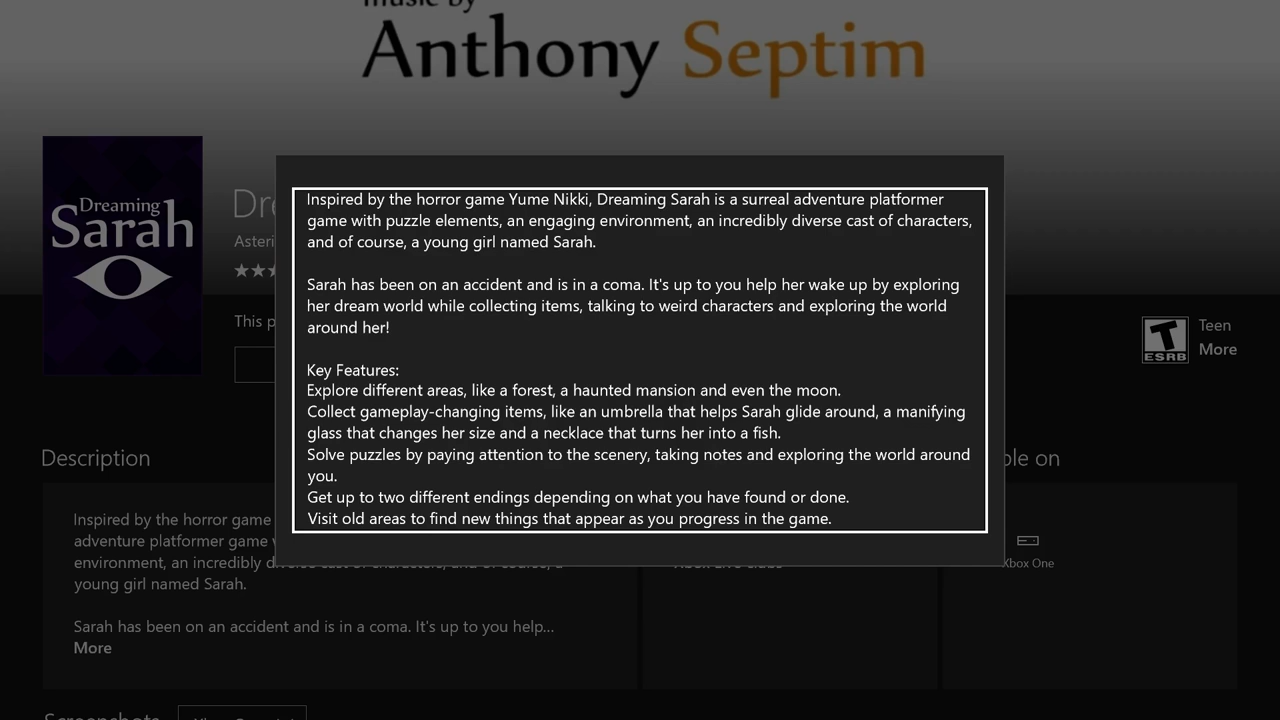 music by
Anthony Septim
Dreaming
Sarah
Inspired by the horror game Yume Nikki, Dreaming Sarah is a surreal adventure platformer
game with puzzle elements, an engaging environment, an incredibly diverse cast of characters,
and of course, a young girl named Sarah.
Sarah has been on an accident and is in a coma. It's up to you help her wake up by exploring
her dream world while collecting items, talking to weird characters and exploring the world
around her!
Key Features:
Explore different areas, like a forest, a haunted mansion and even the moon.
Collect gameplay-changing items, like an umbrella that helps Sarah glide around, a manifying
glass that changes her size and a necklace that turns her into a fish.
Solve puzzles by paying attention to the scenery, taking notes and exploring the world around
you.
Get up to two different endings depending on what you have found or done.
Visit old areas to find new things that appear as you progress in the game.
This p
T
ESRB
Teen
More
Description
ble on
Inspired by the horror game
adventure platformer game
environment, an incredibly
young girl named Sarah.
Sarah has been on an accident and is in a coma. It's up to you help...
More
Xbox One
Screenshots